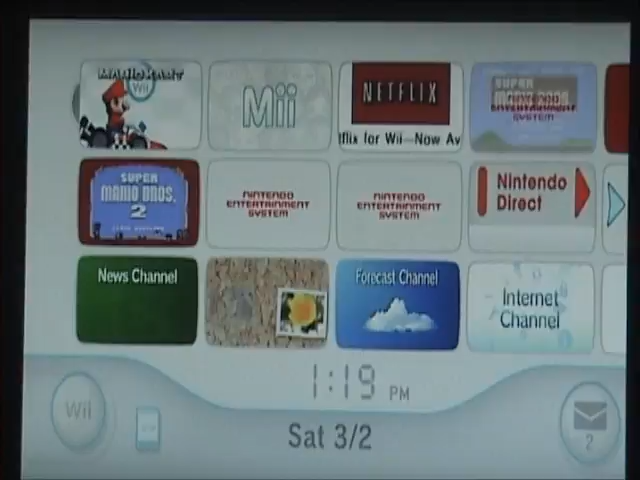 MARIOKART
Wii
Mii
NETFLIX
tflix for Wii—Now Av
SUPER
NINTENDO
ENTERTAINMENT
SYSTEM
SUPER
MARIO BROS.
2
NINTENDO
ENTERTAINMENT
SYSTEM
NINTENDO
ENTERTAINMENT
SYSTEM
Nintendo
Direct
News Channel
Forecast Channel
Internet
Channel
1:19 PM
Wii
Sat 3/2
2